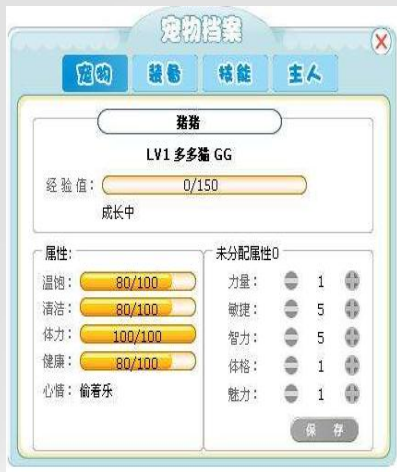 宠物档案
宠物 装备 技能 主人
猪猪
LV1 多多猫 GG
经验值: 0/150
成长中
属性:
温饱: 80/100
清洁: 80/100
体力: 100/100
健康: 80/100
心情: 偷着乐
未分配属性0
力量: 1
敏捷: 5
智力: 5
体格: 1
魅力: 1
保 存